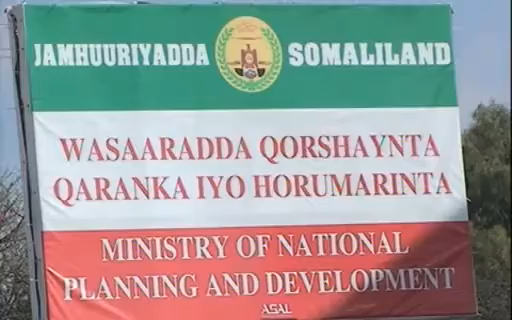 JAMHUURIYADDA SOMALILAND
WASAARADDA QORSHAYNTA
QARANKA IYO HORUMARINTA
MINISTRY OF NATIONAL
PLANNING AND DEVELOPMENT
ASAL